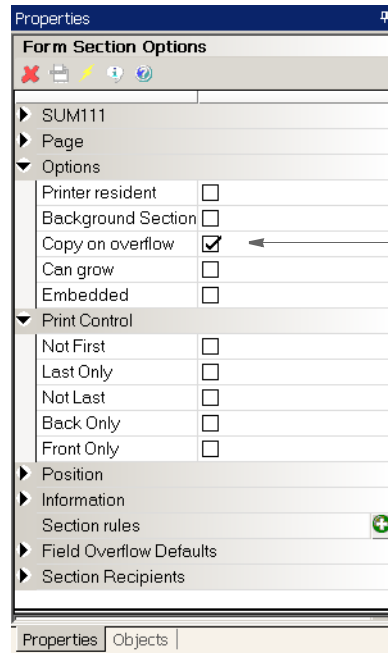 Properties
Form Section Options
SUM111
Page
Options
Printer resident
Background Section
Copy on overflow
Can grow
Embedded
Print Control
Not First
Last Only
Not Last
Back Only
Front Only
Position
Information
Section rules
Field Overflow Defaults
Section Recipients
Properties Objects